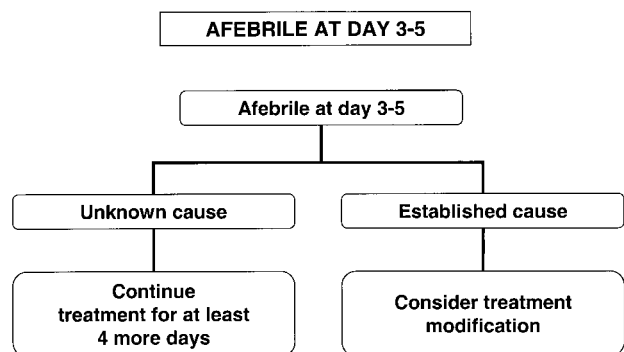 AFEBRILE AT DAY 3-5
Afebrile at day 3-5
Unknown cause
Established cause
Continue
treatment for at least
4 more days
Consider treatment
modification